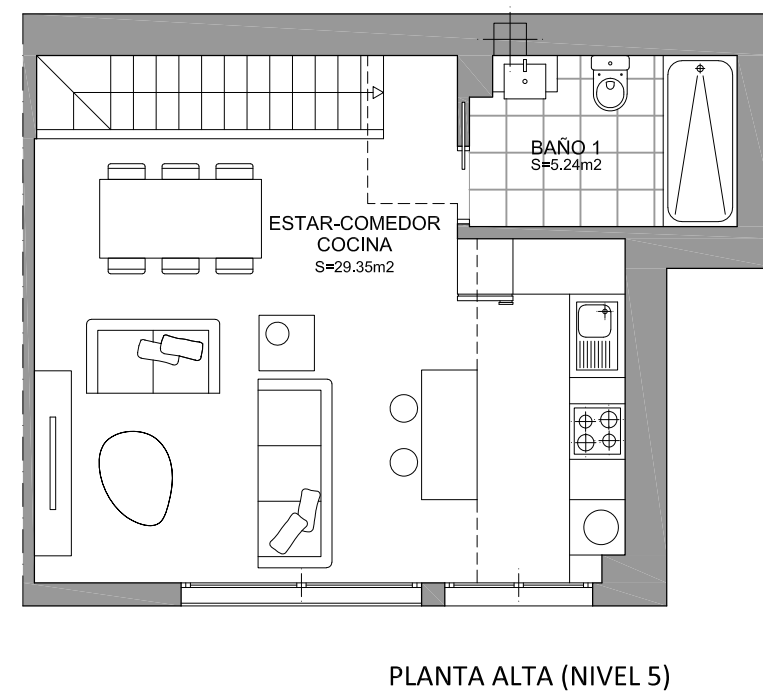 BAÑO 1
S=5.24m2
ESTAR-COMEDOR
COCINA
S=29.35m2
PLANTA ALTA (NIVEL 5)